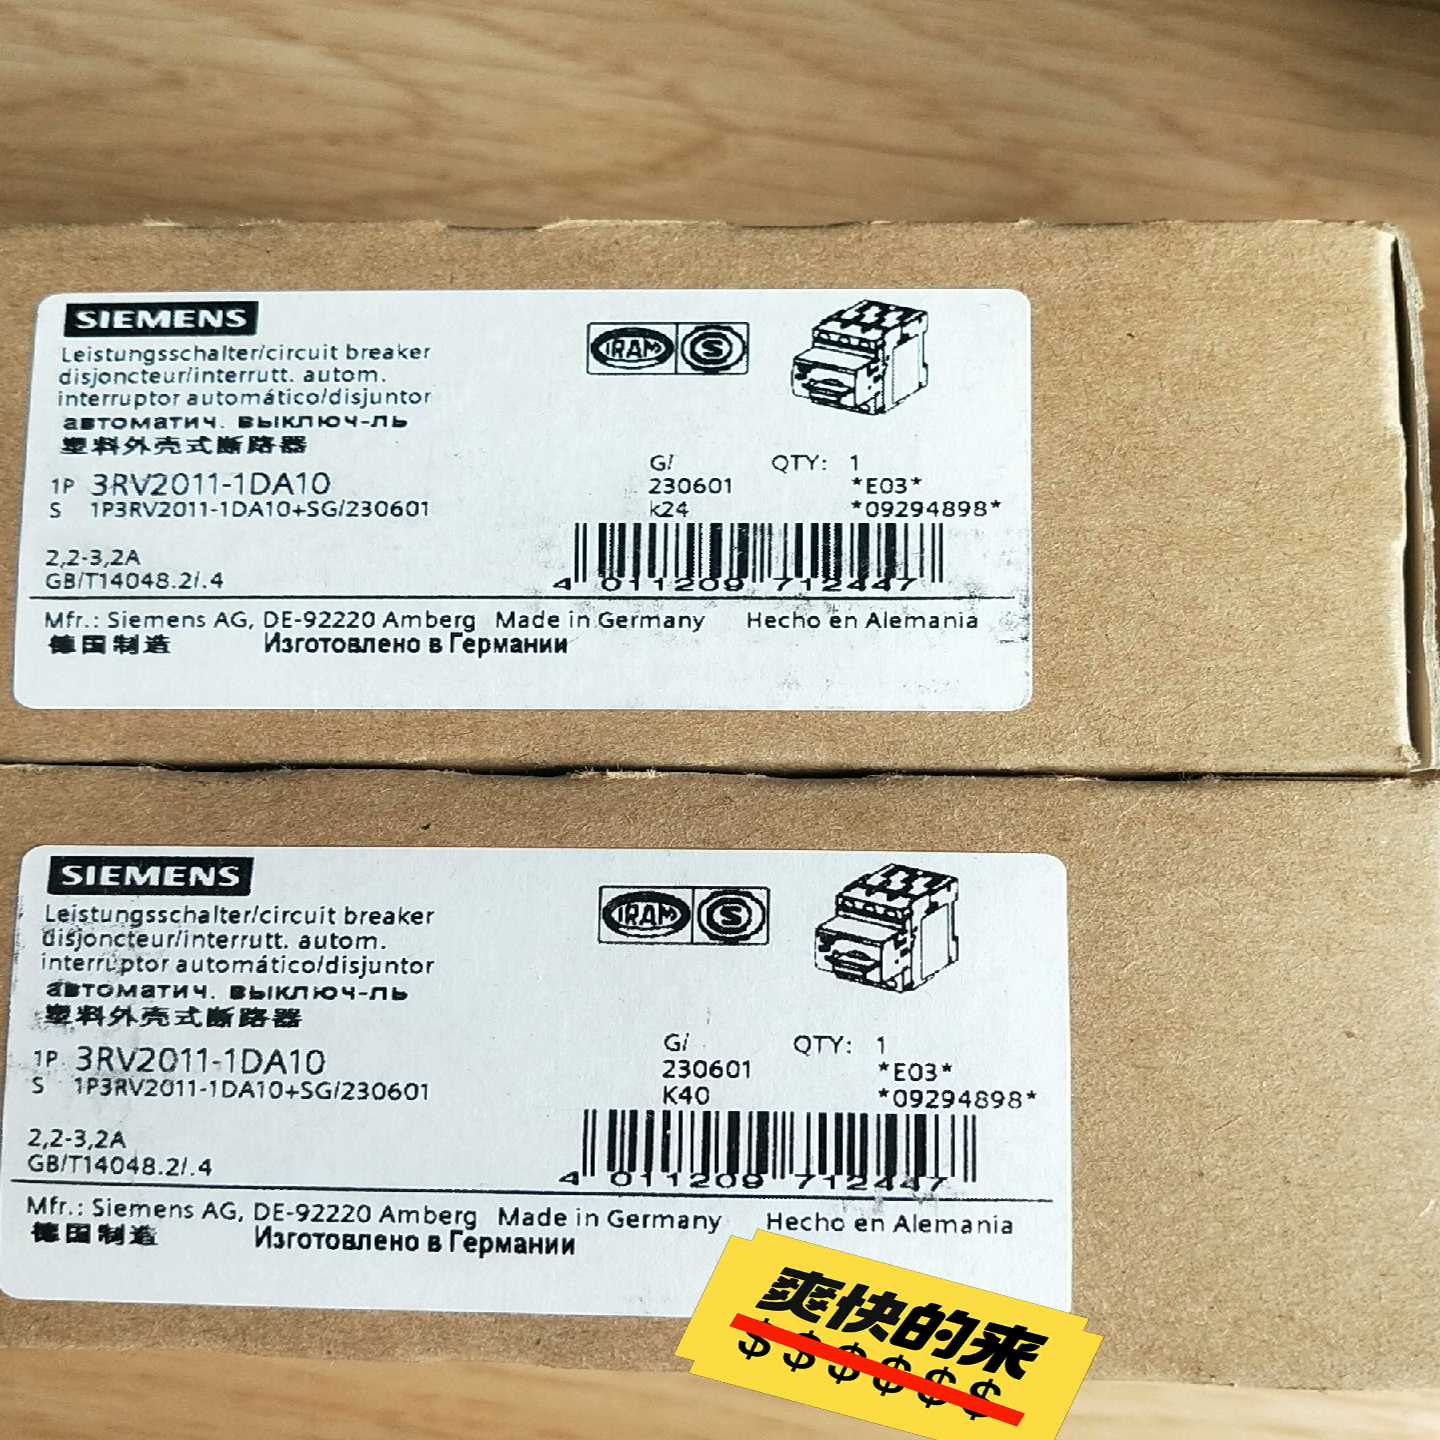 SIEMENS
Leistungsschalter/circuit breaker
disjoncteur/interrutt. autom.
interruptor automático/disjuntor
автоматич. выключ-ль
塑料外壳式断路器
IRAM S
G/ QTY: 1
1P 3RV2011-1DA10 230601 *E03*
S 1P3RV2011-1DA10+SG/230601 k24 *09294898*
2,2-3,2A
GB/T14048.2/.4 4 011209 712447
Mfr.: Siemens AG, DE-92220 Amberg Made in Germany Hecho en Alemania
德国制造 Изготовлено в Германии
SIEMENS
Leistungsschalter/circuit breaker
disjoncteur/interrutt. autom.
interruptor automático/disjuntor
автоматич. выключ-ль
塑料外壳式断路器
IRAM S
G/ QTY: 1
1P 3RV2011-1DA10 230601 *E03*
S 1P3RV2011-1DA10+SG/230601 K40 *09294898*
2,2-3,2A
GB/T14048.2/.4 4 011209 712447
Mfr.: Siemens AG, DE-92220 Amberg Made in Germany Hecho en Alemania
德国制造 Изготовлено в Германии
爽快的来
$$$$$$